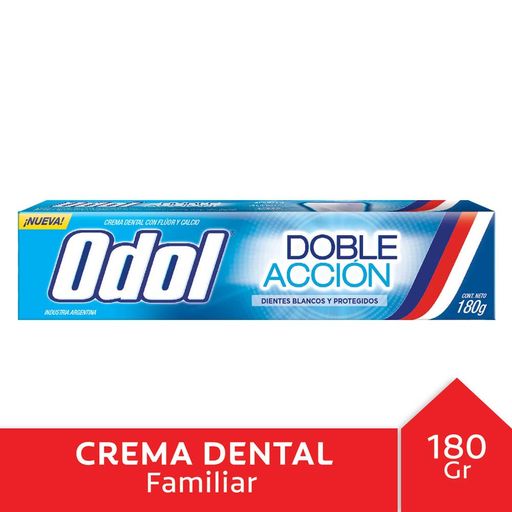 ¡NUEVA!
CREMA DENTAL CON FLÚOR Y CALCIO
Odol
INDUSTRIA ARGENTINA
DOBLE
ACCIÓN
DIENTES BLANCOS Y PROTEGIDOS
CONT. NETO
180g
CREMA DENTAL
Familiar
180
Gr